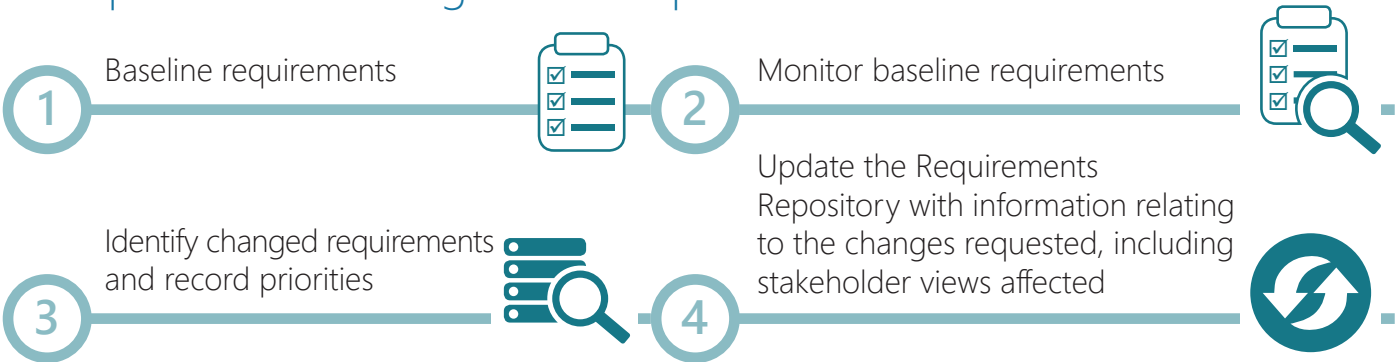 1
Baseline requirements
2
Monitor baseline requirements
3
Identify changed requirements
and record priorities
4
Update the Requirements
Repository with information relating
to the changes requested, including
stakeholder views affected